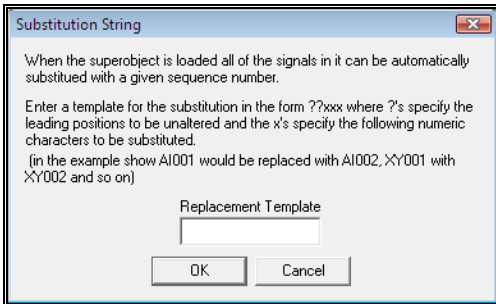 Substitution String
When the superobject is loaded all of the signals in it can be automatically
substitued with a given sequence number.
Enter a template for the substitution in the form ??xxx where ?'s specify the
leading positions to be unaltered and the x's specify the following numeric
characters to be substituted.
(in the example show AI001 would be replaced with AI002, XY001 with
XY002 and so on)
Replacement Template
OK Cancel